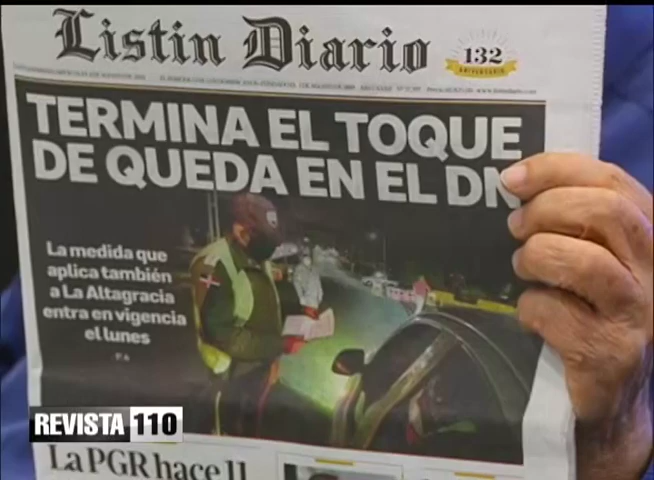 Listin Diario
132
ANIVERSARIO
TERMINA EL TOQUE
DE QUEDA EN EL DN
La medida que
aplica también
a La Altagracia
entra en vigencia
el lunes
REVISTA 110
La PGR hace 11